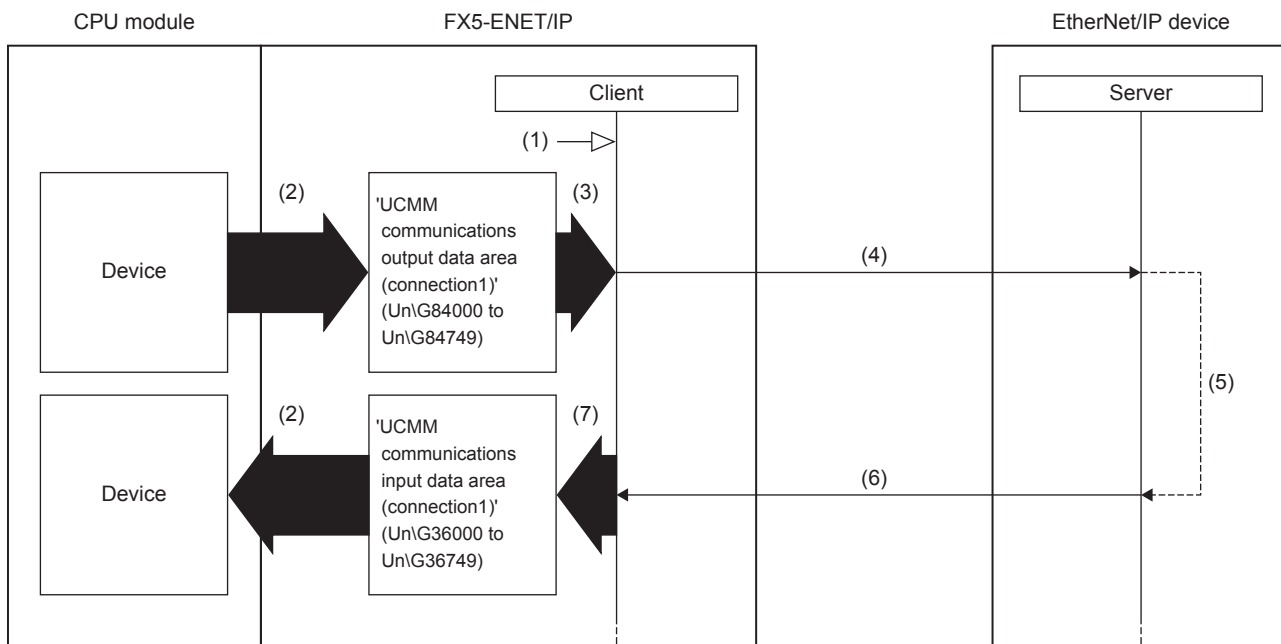 CPU module
FX5-ENET/IP
EtherNet/IP device
Client
Server
(1)
Device
(2)
'UCMM
communications
output data area
(connection1)'
(Un\G84000 to
Un\G84749)
(3)
(4)
(5)
Device
(2)
'UCMM
communications
input data area
(connection1)'
(Un\G36000 to
Un\G36749)
(7)
(6)